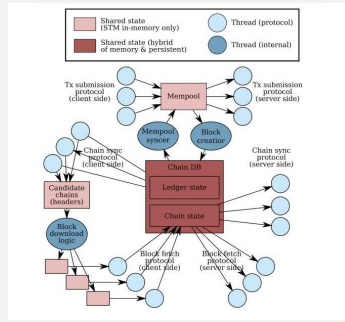 Shared state
(STM in-memory only)
Shared state (hybrid
of memory & persistent)
Thread (protocol)
Thread (internal)
Tx submission
protocol
(client side)
Mempool
Tx submission
protocol
(server side)
Mempool
syncer
Block
creation
Chain sync
protocol
(client side)
Chain DB
Ledger state
Chain state
Chain sync
protocol
(server side)
Candidate
chains
(headers)
Block
download
logic
Block fetch
protocol
(client side)
Block fetch
protocol
(server side)